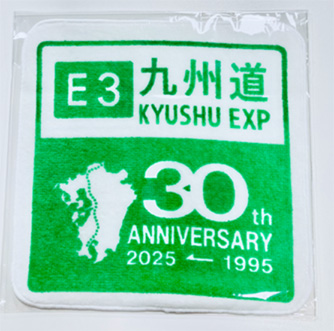 E3 九州道
KYUSHU EXP
30th
ANNIVERSARY
2025 ← 1995